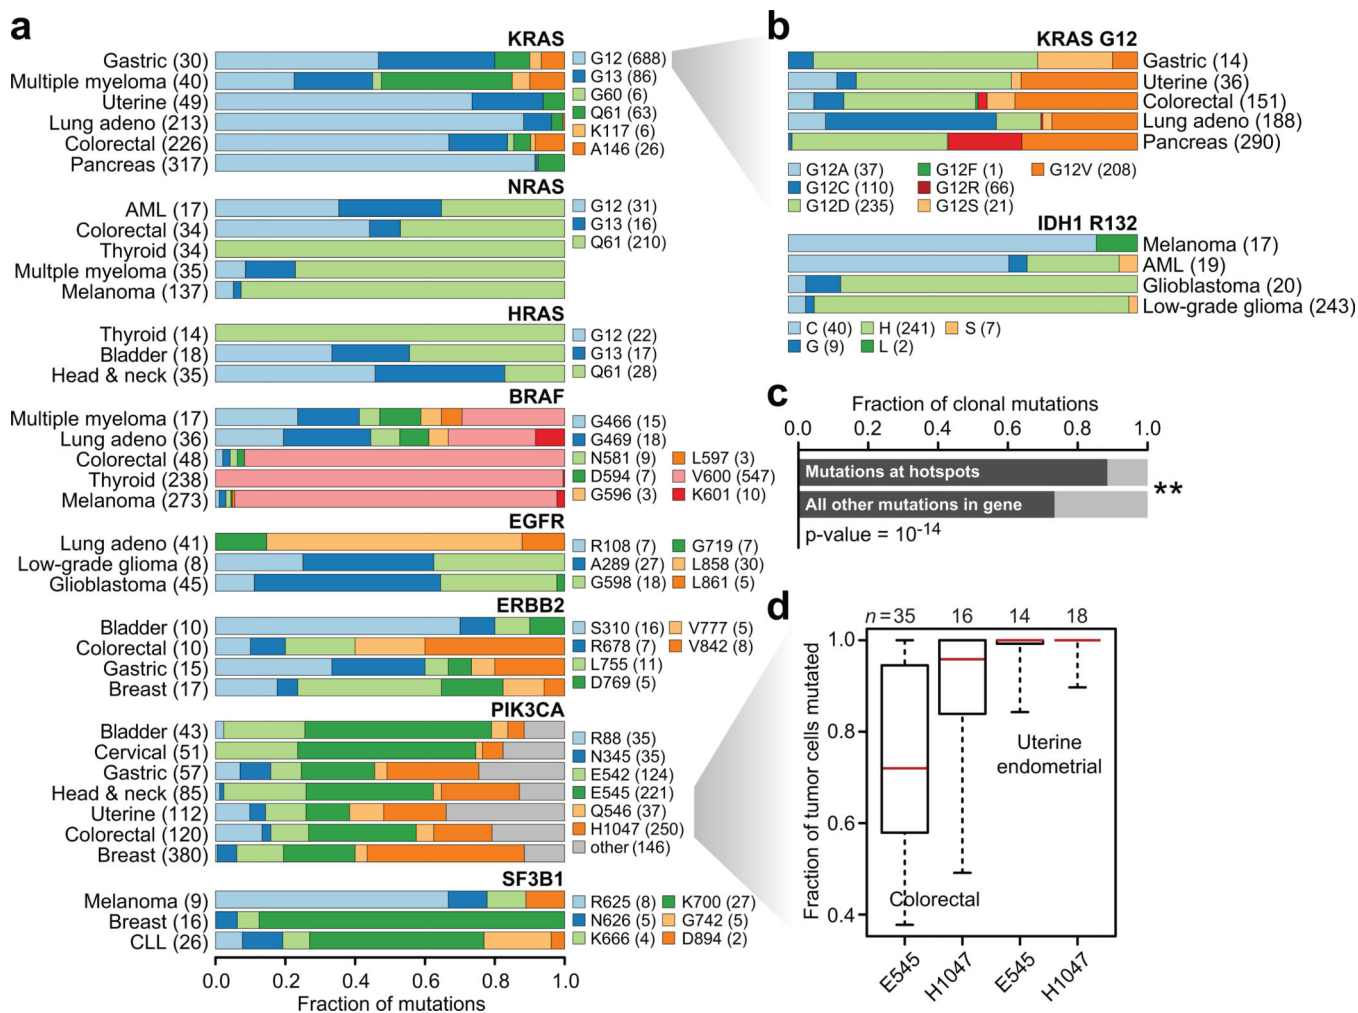 a
KRAS
Gastric (30)
Multiple myeloma (40)
Uterine (49)
Lung adeno (213)
Colorectal (226)
Pancreas (317)
G12 (688)
G13 (86)
G60 (6)
Q61 (63)
K117 (6)
A146 (26)
NRAS
AML (17)
Colorectal (34)
Thyroid (34)
Multple myeloma (35)
Melanoma (137)
G12 (31)
G13 (16)
Q61 (210)
HRAS
Thyroid (14)
Bladder (18)
Head & neck (35)
G12 (22)
G13 (17)
Q61 (28)
BRAF
Multiple myeloma (17)
Lung adeno (36)
Colorectal (48)
Thyroid (238)
Melanoma (273)
G466 (15)
G469 (18)
N581 (9) L597 (3)
D594 (7) V600 (547)
G596 (3) K601 (10)
EGFR
Lung adeno (41)
Low-grade glioma (8)
Glioblastoma (45)
R108 (7) G719 (7)
A289 (27) L858 (30)
G598 (18) L861 (5)
ERBB2
Bladder (10)
Colorectal (10)
Gastric (15)
Breast (17)
S310 (16) V777 (5)
R678 (7) V842 (8)
L755 (11)
D769 (5)
PIK3CA
Bladder (43)
Cervical (51)
Gastric (57)
Head & neck (85)
Uterine (112)
Colorectal (120)
Breast (380)
R88 (35)
N345 (35)
E542 (124)
E545 (221)
Q546 (37)
H1047 (250)
other (146)
SF3B1
Melanoma (9)
Breast (16)
CLL (26)
R625 (8) K700 (27)
N626 (5) G742 (5)
K666 (4) D894 (2)
0.0 0.2 0.4 0.6 0.8 1.0
Fraction of mutations
b
KRAS G12
Gastric (14)
Uterine (36)
Colorectal (151)
Lung adeno (188)
Pancreas (290)
G12A (37) G12F (1) G12V (208)
G12C (110) G12R (66)
G12D (235) G12S (21)
IDH1 R132
Melanoma (17)
AML (19)
Glioblastoma (20)
Low-grade glioma (243)
C (40) H (241) S (7)
G (9) L (2)
c
Fraction of clonal mutations
0.0 0.2 0.4 0.6 0.8 1.0
Mutations at hotspots
All other mutations in gene
**
p-value = 10-14
d
n = 35 16 14 18
Fraction of tumor cells mutated
1.0
0.8
0.6
0.4
Uterine
endometrial
Colorectal
E545 H1047 E545 H1047